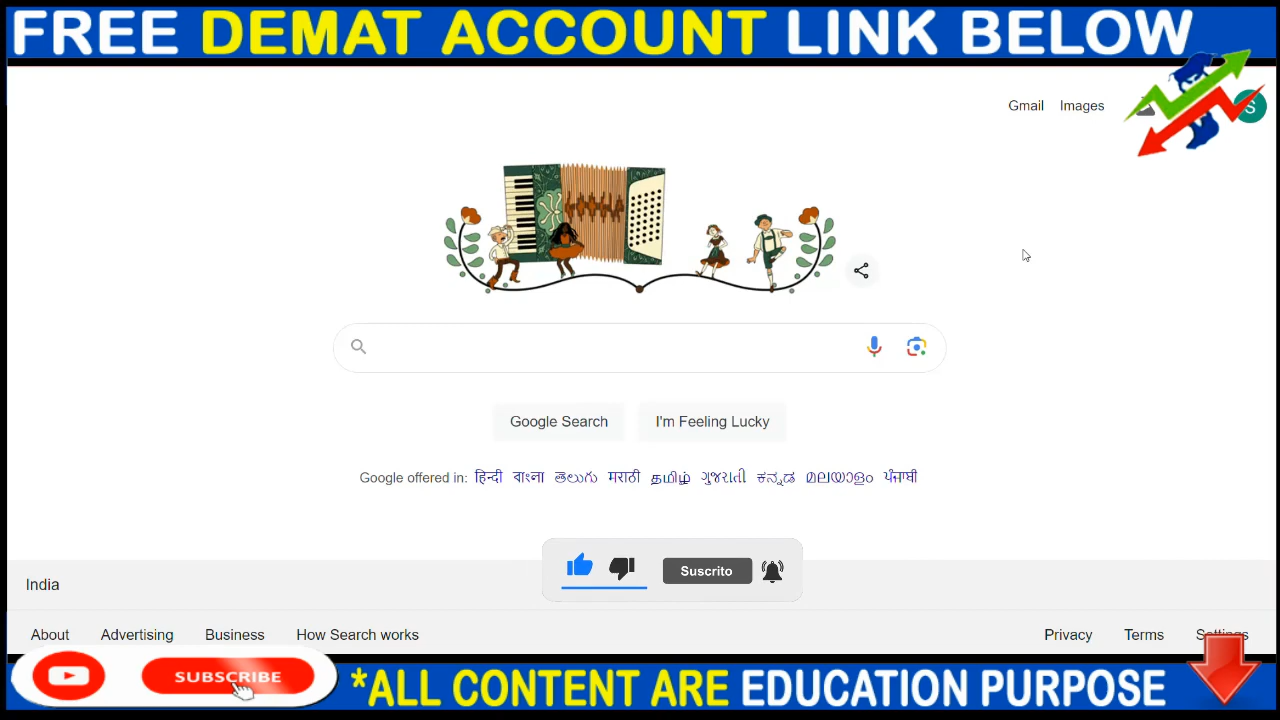 FREE DEMAT ACCOUNT LINK BELOW
Gmail Images
S
Google Search I'm Feeling Lucky
Google offered in: हिन्दी বাংলা తెలుగు मराठी தமிழ் ગુજરાતી ಕನ್ನಡ മലയാളം ਪੰਜਾਬੀ
Suscrito
India
About Advertising Business How Search works Privacy Terms Settings
SUBSCRIBE
*ALL CONTENT ARE EDUCATION PURPOSE